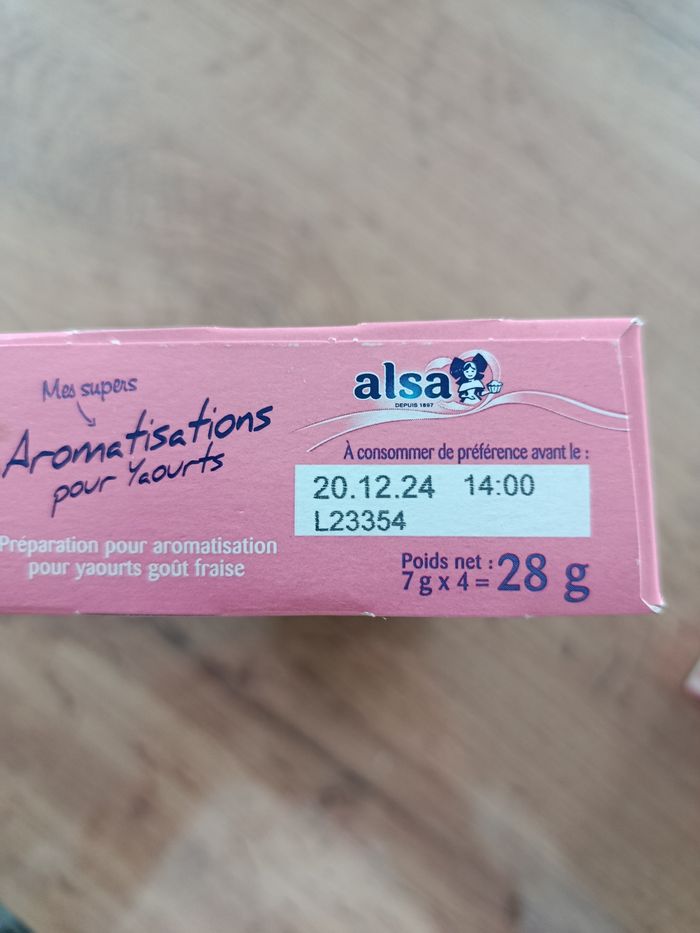 Mes supers
Aromatisations
pour Yaourts
Préparation pour aromatisation
pour yaourts goût fraise
alsa
DEPUIS 1897
À consommer de préférence avant le :
20.12.24 14:00
L23354
Poids net :
7 g x 4 = 28 g